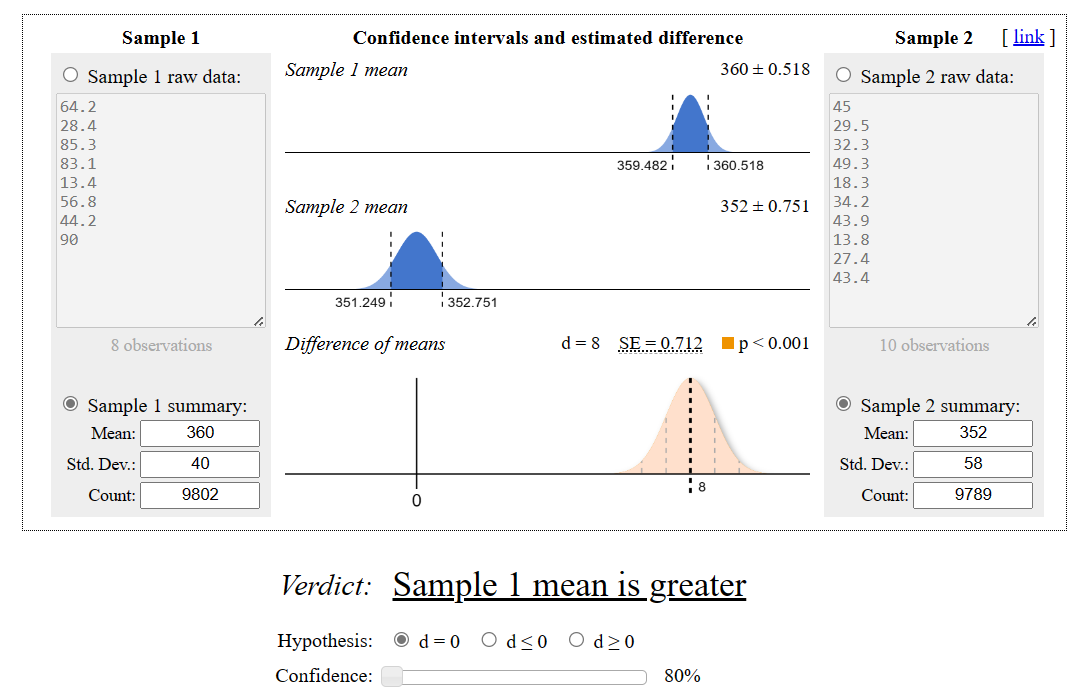 Sample 1
Confidence intervals and estimated difference
Sample 2
[ link ]
Sample 1 raw data:
64.2
28.4
85.3
83.1
13.4
56.8
44.2
90
8 observations
Sample 1 summary:
Mean: 360
Std. Dev.: 40
Count: 9802
Sample 1 mean
360 ± 0.518
359.482
360.518
Sample 2 mean
352 ± 0.751
351.249
352.751
Difference of means
d = 8 SE = 0.712 p < 0.001
0
8
Sample 2 raw data:
45
29.5
32.3
49.3
18.3
34.2
43.9
13.8
27.4
43.4
10 observations
Sample 2 summary:
Mean: 352
Std. Dev.: 58
Count: 9789
Verdict: Sample 1 mean is greater
Hypothesis: d = 0 d ≤ 0 d ≥ 0
Confidence: 80%